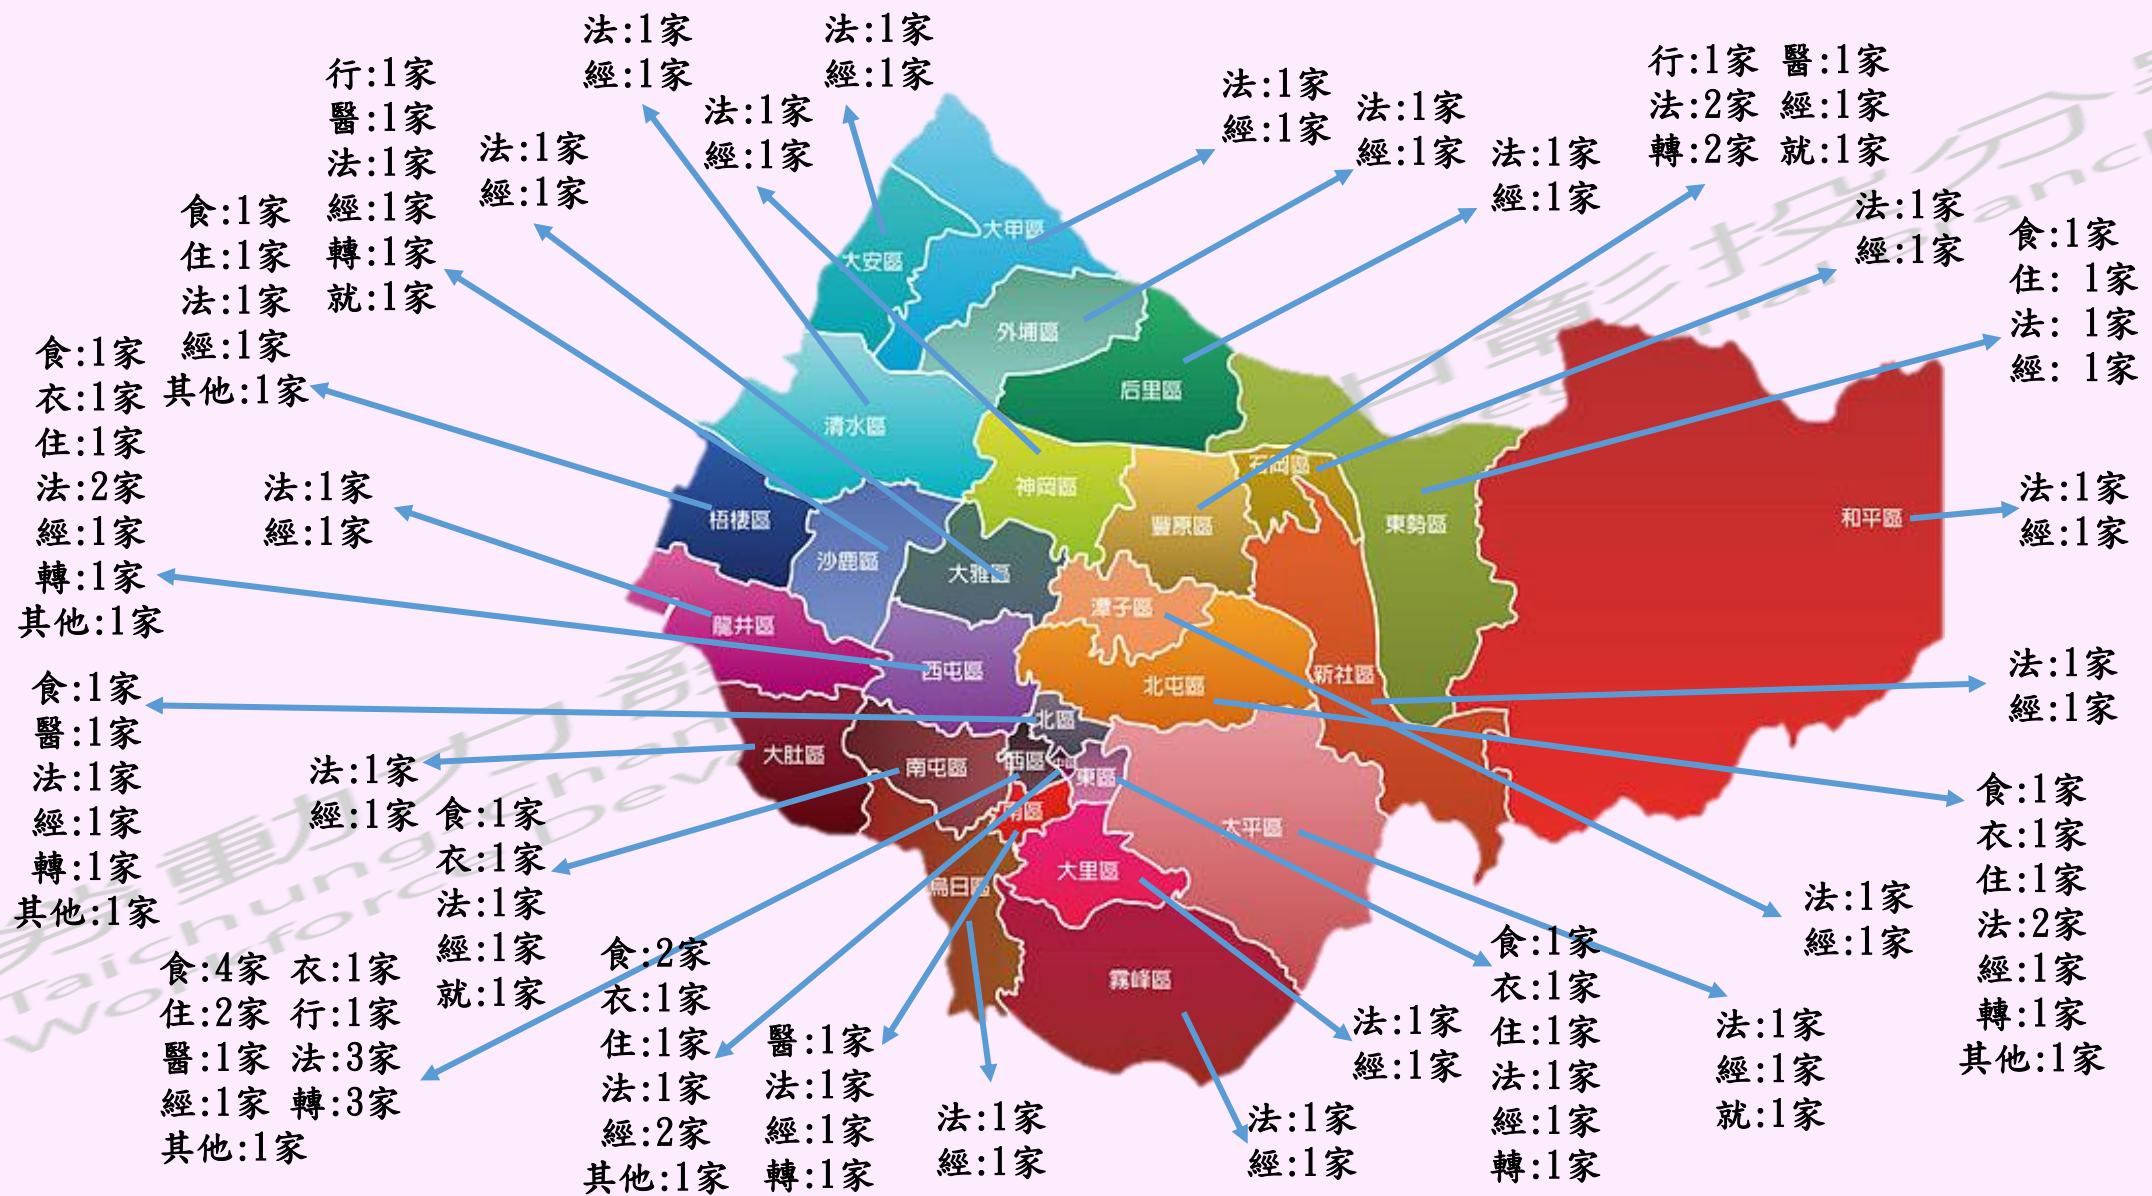 法:1家
經:1家
法:1家
經:1家
行:1家
醫:1家
法:1家
經:1家
轉:1家
就:1家
法:1家
經:1家
法:1家
經:1家
法:1家
經:1家
法:1家
經:1家
法:1家
經:1家
行:1家 醫:1家
法:2家 經:1家
轉:2家 就:1家
法:1家
經:1家
食:1家
住: 1家
法: 1家
經: 1家
食:1家
住:1家
法:1家
經:1家
其他:1家
食:1家
衣:1家
住:1家
法:2家
經:1家
轉:1家
其他:1家
法:1家
經:1家
法:1家
經:1家
法:1家
經:1家
食:1家
醫:1家
法:1家
經:1家
轉:1家
其他:1家
法:1家
經:1家
食:1家
衣:1家
法:1家
經:1家
就:1家
食:4家 衣:1家
住:2家 行:1家
醫:1家 法:3家
經:1家 轉:3家
其他:1家
食:2家
衣:1家
住:1家
法:1家
經:2家
其他:1家
醫:1家
法:1家
經:1家
轉:1家
法:1家
經:1家
法:1家
經:1家
法:1家
經:1家
食:1家
衣:1家
住:1家
法:1家
經:1家
轉:1家
法:1家
經:1家
就:1家
法:1家
經:1家
食:1家
衣:1家
住:1家
法:2家
經:1家
轉:1家
其他:1家
大甲區
大安區
外埔區
后里區
清水區
神岡區
石岡區
豐原區
東勢區
和平區
梧棲區
沙鹿區
大雅區
潭子區
龍井區
西屯區
北屯區
新社區
北區
大肚區
南屯區
西區
東區
南區
太平區
大里區
烏日區
霧峰區